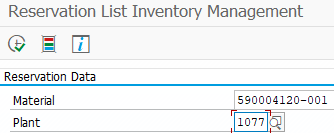 Reservation List Inventory Management
Reservation Data
Material 590004120-001
Plant 1077